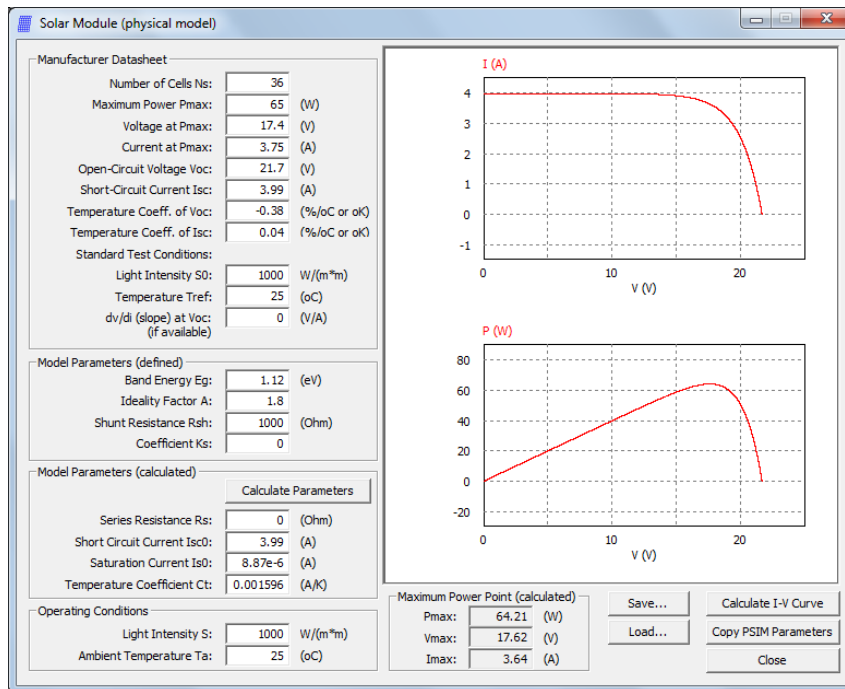 Solar Module (physical model)
Manufacturer Datasheet
Number of Cells Ns: 36
Maximum Power Pmax: 65 (W)
Voltage at Pmax: 17.4 (V)
Current at Pmax: 3.75 (A)
Open-Circuit Voltage Voc: 21.7 (V)
Short-Circuit Current Isc: 3.99 (A)
Temperature Coeff. of Voc: -0.38 (%/oC or oK)
Temperature Coeff. of Isc: 0.04 (%/oC or oK)
Standard Test Conditions:
Light Intensity S0: 1000 W/(m*m)
Temperature Tref: 25 (oC)
dv/di (slope) at Voc: 0 (V/A)
(if available)
Model Parameters (defined)
Band Energy Eg: 1.12 (eV)
Ideality Factor A: 1.8
Shunt Resistance Rsh: 1000 (Ohm)
Coefficient Ks: 0
Model Parameters (calculated)
Calculate Parameters
Series Resistance Rs: 0 (Ohm)
Short Circuit Current Isc0: 3.99 (A)
Saturation Current Is0: 8.87e-6 (A)
Temperature Coefficient Ct: 0.001596 (A/K)
Operating Conditions
Light Intensity S: 1000 W/(m*m)
Ambient Temperature Ta: 25 (oC)
I (A)
4
3
2
1
0
-1
0 10 20
V (V)
P (W)
80
60
40
20
0
-20
0 10 20
V (V)
Maximum Power Point (calculated)
Pmax: 64.21 (W)
Vmax: 17.62 (V)
Imax: 3.64 (A)
Save... Calculate I-V Curve
Load... Copy PSIM Parameters
Close